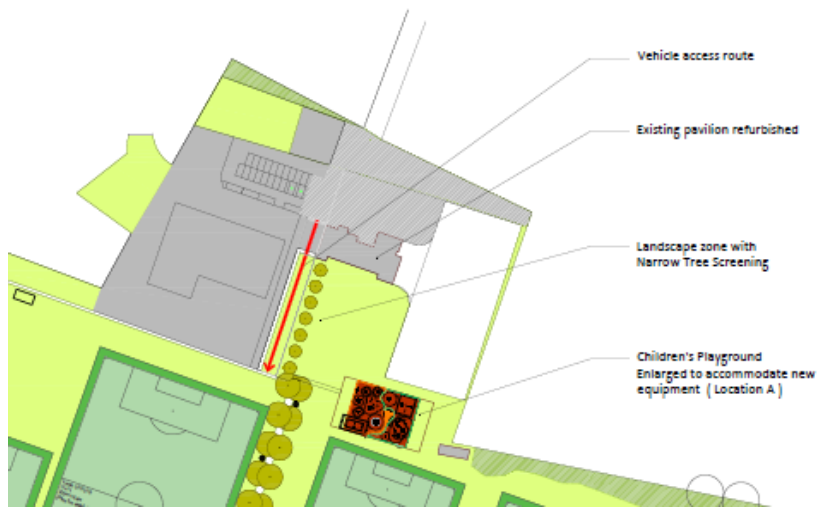 Vehicle access route
Existing pavilion refurbished
Landscape zone with
Narrow Tree Screening
Children's Playground
Enlarged to accommodate new
equipment ( Location A )